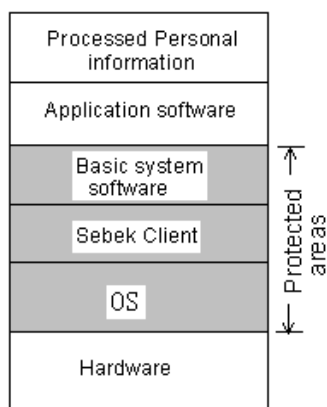 Processed Personal
information
Application software
Basic system
software
Sebek Client
OS
Hardware
Protected
areas